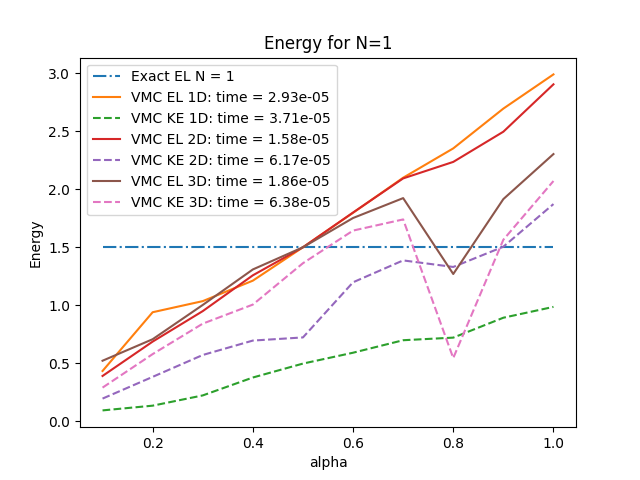 Energy for N=1
Exact EL N = 1
VMC EL 1D: time = 2.93e-05
VMC KE 1D: time = 3.71e-05
VMC EL 2D: time = 1.58e-05
VMC KE 2D: time = 6.17e-05
VMC EL 3D: time = 1.86e-05
VMC KE 3D: time = 6.38e-05
Energy
3.0
2.5
2.0
1.5
1.0
0.5
0.0
0.2 0.4 0.6 0.8 1.0
alpha